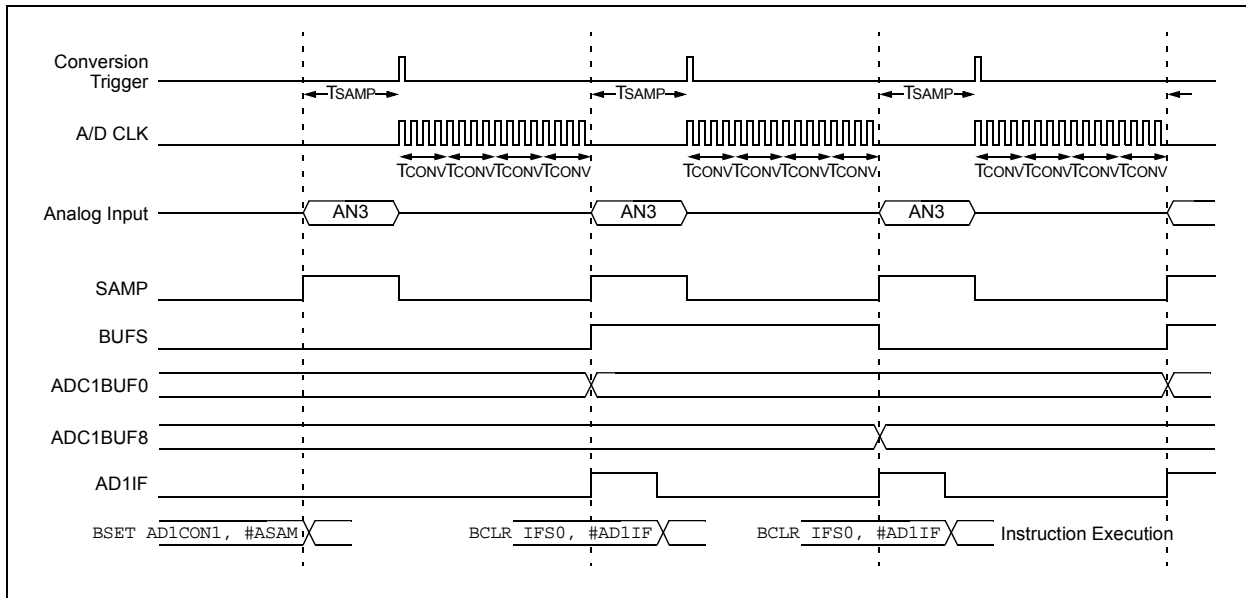 Conversion
Trigger
TSAMP TSAMP TSAMP
A/D CLK
TCONVTCONVTCONVTCONV TCONVTCONVTCONVTCONV TCONVTCONVTCONVTCONV
Analog Input AN3 AN3 AN3
SAMP
BUFS
ADC1BUF0
ADC1BUF8
AD1IF
BSET AD1CON1, #ASAM BCLR IFS0, #AD1IF BCLR IFS0, #AD1IF Instruction Execution